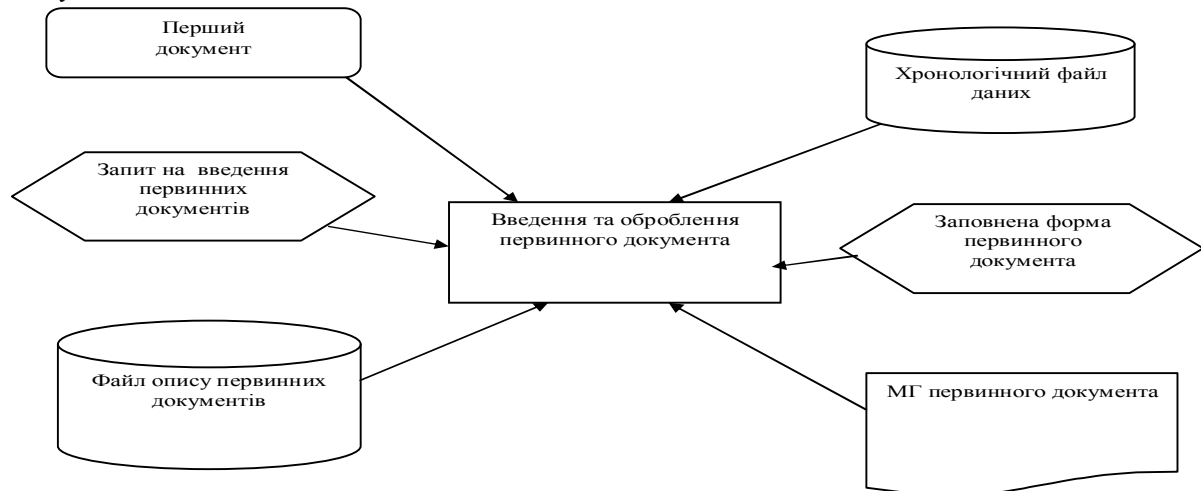 Перший
документ
Хронологічний файл
даних
Запит на введення
первинних
документів
Введення та оброблення
первинного документа
Заповнена форма
первинного
документа
Файл опису первинних
документів
МГ первинного документа